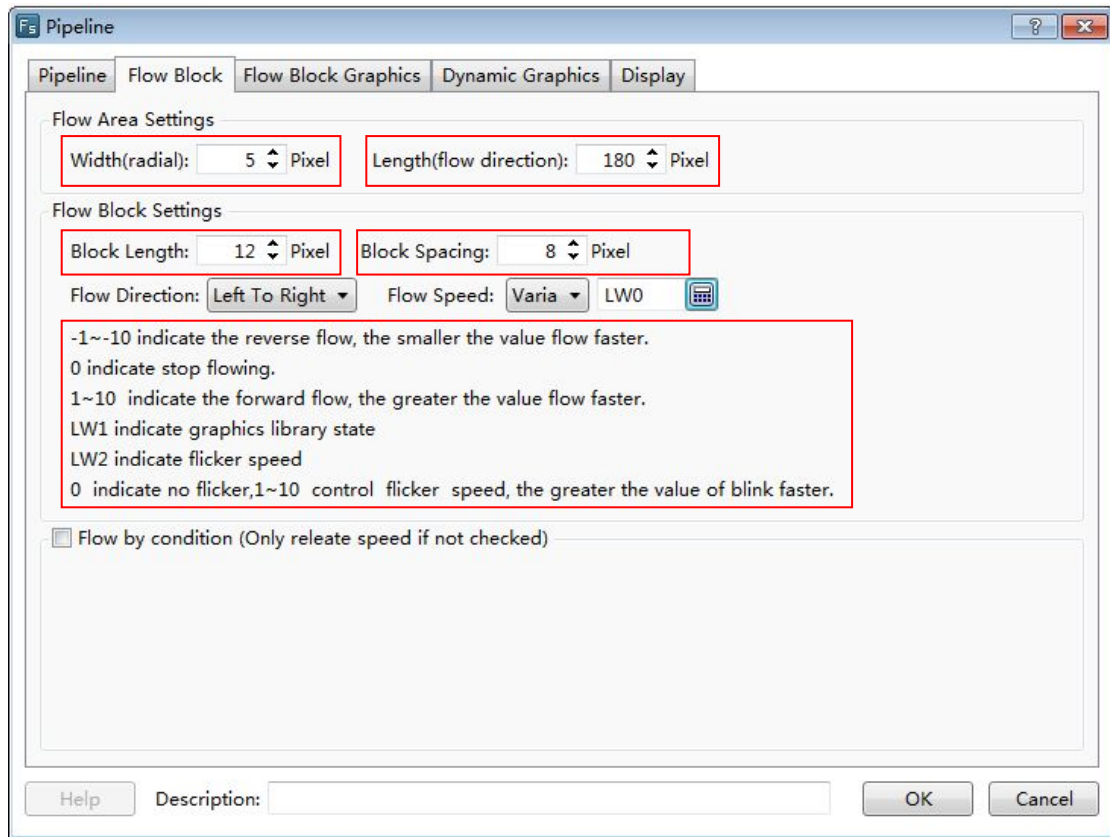 Fs Pipeline
Pipeline Flow Block Flow Block Graphics Dynamic Graphics Display
Flow Area Settings
Width(radial): 5 Pixel Length(flow direction): 180 Pixel
Flow Block Settings
Block Length: 12 Pixel Block Spacing: 8 Pixel
Flow Direction: Left To Right Flow Speed: Varia LW0
-1~-10 indicate the reverse flow, the smaller the value flow faster.
0 indicate stop flowing.
1~10 indicate the forward flow, the greater the value flow faster.
LW1 indicate graphics library state
LW2 indicate flicker speed
0 indicate no flicker,1~10 control flicker speed, the greater the value of blink faster.
Flow by condition (Only releate speed if not checked)
Help Description: OK Cancel